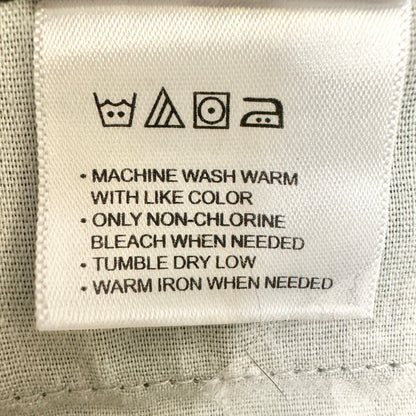 • MACHINE WASH WARM
WITH LIKE COLOR
• ONLY NON-CHLORINE
BLEACH WHEN NEEDED
• TUMBLE DRY LOW
• WARM IRON WHEN NEEDED